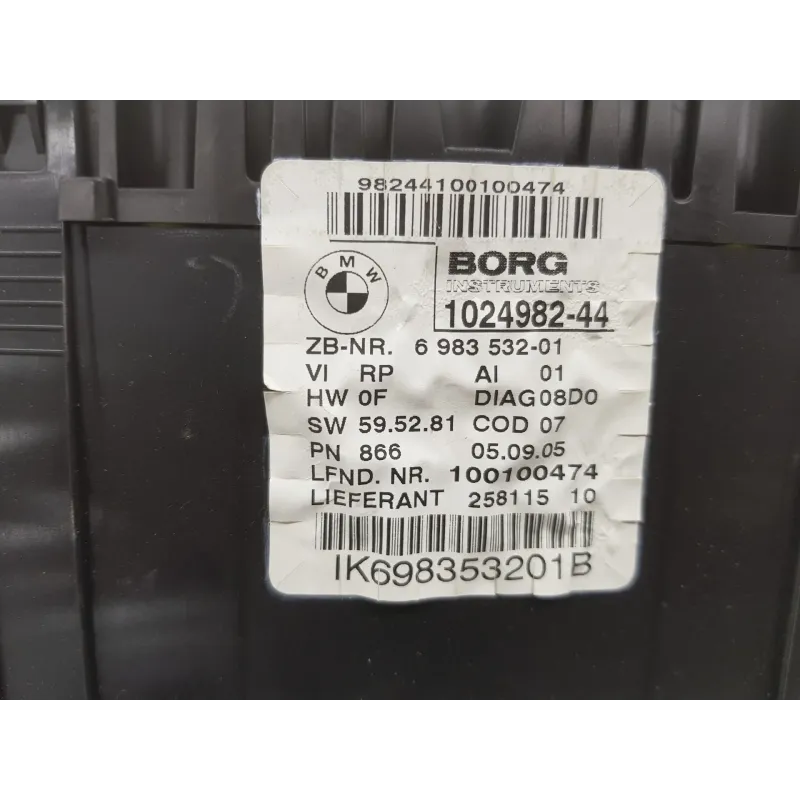 98244100100474
BMW
BORG
INSTRUMENTS
1024982-44
ZB-NR. 6 983 532-01
VI RP AI 01
HW 0F DIAG 08D0
SW 59.52.81 COD 07
PN 866 05.09.05
LFND. NR. 100100474
LIEFERANT 258115 10
IK698353201B